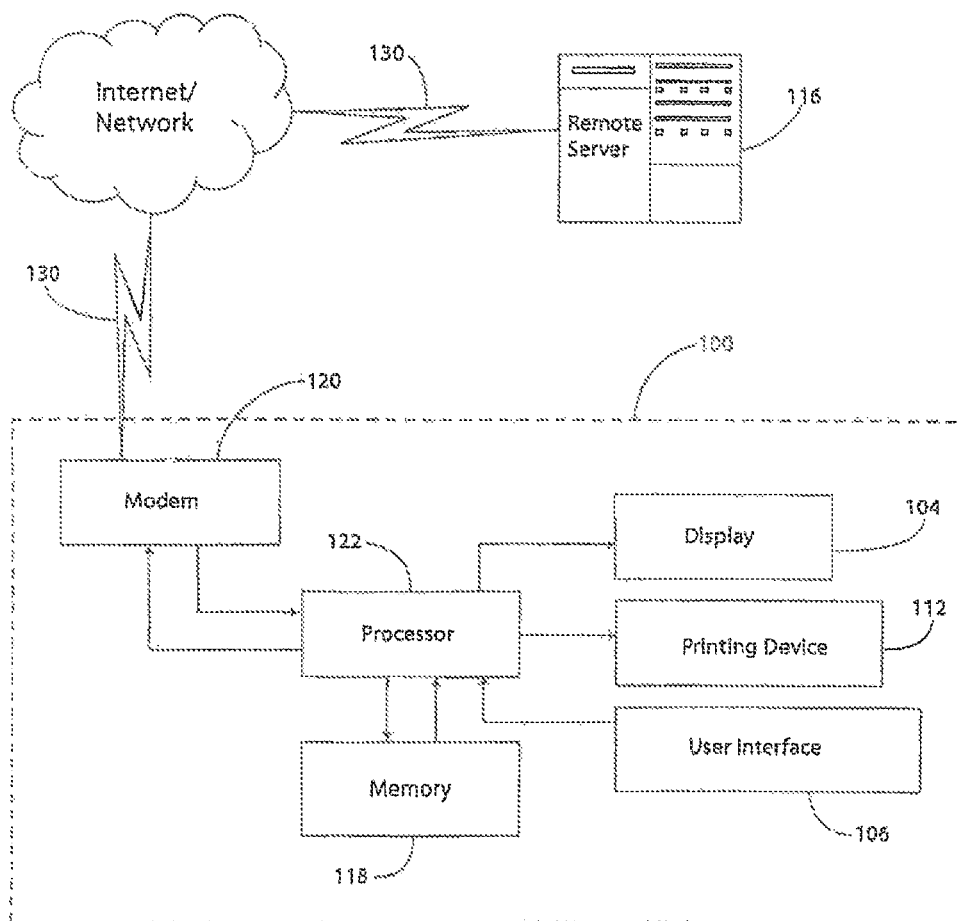 Internet/
Network
130
Remote
Server
116
130
100
120
Modem
104
Display
122
112
Processor
Printing Device
User Interface
Memory
106
118